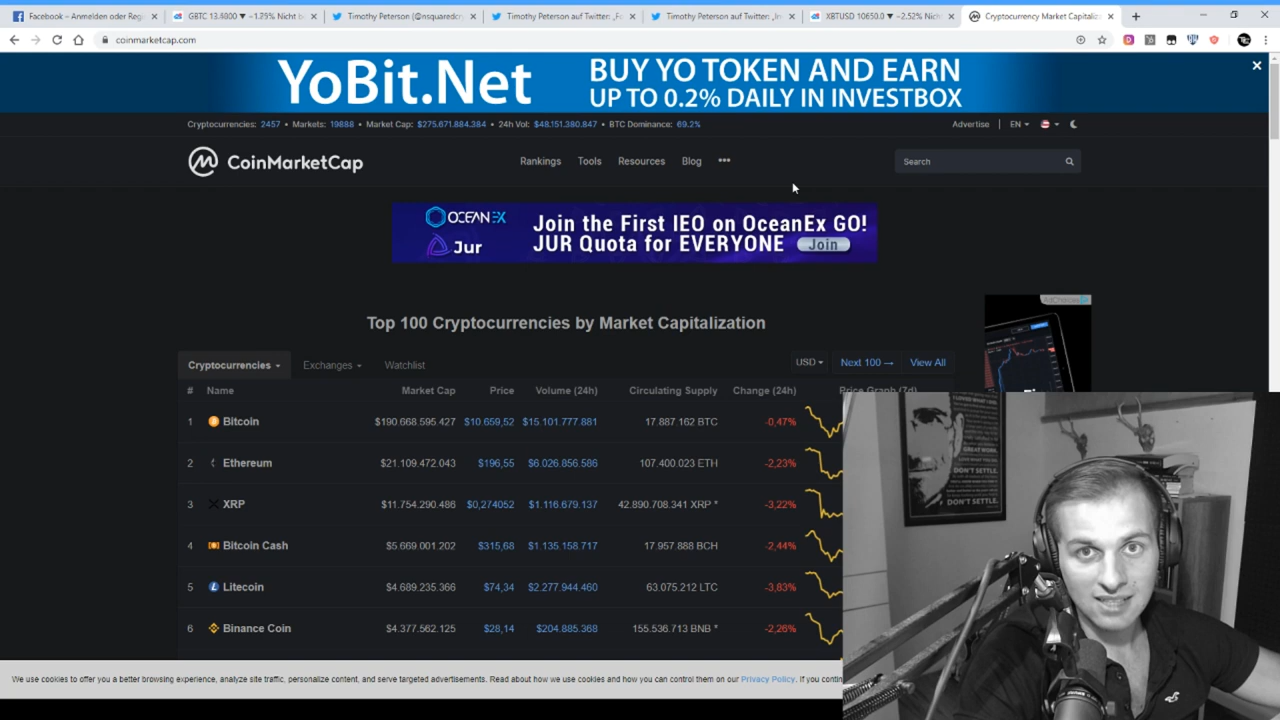 Facebook – Anmelden oder Reg
GBTC 13.6800 ▼ −1.79% Nicht b
Timothy Peterson (@nsquaredcry
Timothy Peterson auf Twitter: „Fo
Timothy Peterson auf Twitter: „In
XBTUSD 10650.0 ▼ −2.52% Nich
Cryptocurrency Market Capitaliz
coinmarketcap.com
YoBit.Net
BUY YO TOKEN AND EARN
UP TO 0.2% DAILY IN INVESTBOX
Cryptocurrencies: 2457 • Markets: 19888 • Market Cap: $275.671.884.384 • 24h Vol: $48.151.380.847 • BTC Dominance: 69.2%
Advertise
EN
CoinMarketCap
Rankings Tools Resources Blog •••
Search
OCEANEX
Jur
Join the First IEO on OceanEx GO!
JUR Quota for EVERYONE Join
AdChoices
Top 100 Cryptocurrencies by Market Capitalization
Cryptocurrencies Exchanges Watchlist
USD Next 100 → View All
# Name Market Cap Price Volume (24h) Circulating Supply Change (24h) Price Graph (7d)
1 Bitcoin $190.668.595.427 $10.659,52 $15.101.777.881 17.887.162 BTC -0,47%
2 Ethereum $21.109.472.043 $196,55 $6.026.856.586 107.400.023 ETH -2,23%
3 XRP $11.754.290.486 $0,274052 $1.116.679.137 42.890.708.341 XRP * -3,22%
4 Bitcoin Cash $5.669.001.202 $315,68 $1.135.158.717 17.957.888 BCH -2,44%
5 Litecoin $4.689.235.366 $74,34 $2.277.944.460 63.075.212 LTC -3,83%
6 Binance Coin $4.377.562.125 $28,14 $204.885.368 155.536.713 BNB * -2,26%
GREAT WORK
DON'T SETTLE.
DON'T SETTLE.
We use cookies to offer you a better browsing experience, analyze site traffic, personalize content, and serve targeted advertisements. Read about how we use cookies and how you can control them on our Privacy Policy. If you contin